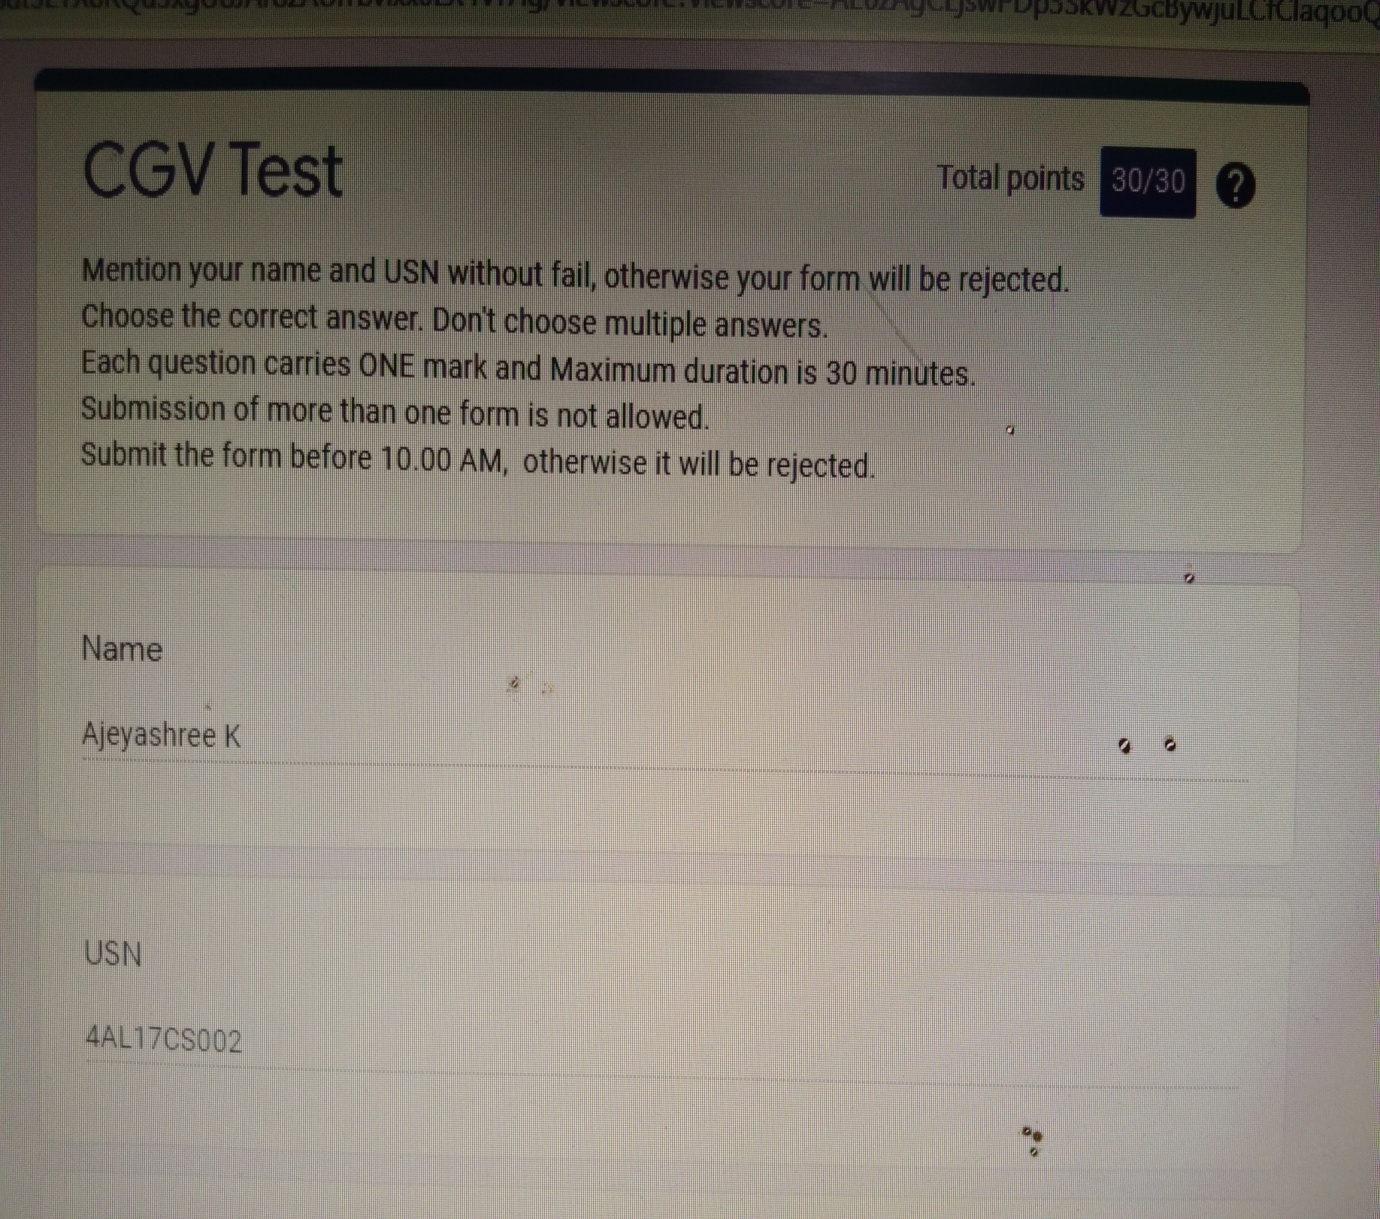 CGV Test
Total points 30/30
Mention your name and USN without fail, otherwise your form will be rejected.
Choose the correct answer. Don't choose multiple answers.
Each question carries ONE mark and Maximum duration is 30 minutes.
Submission of more than one form is not allowed.
Submit the form before 10.00 AM, otherwise it will be rejected.
Name
Ajeyashree K
USN
4AL17CS002